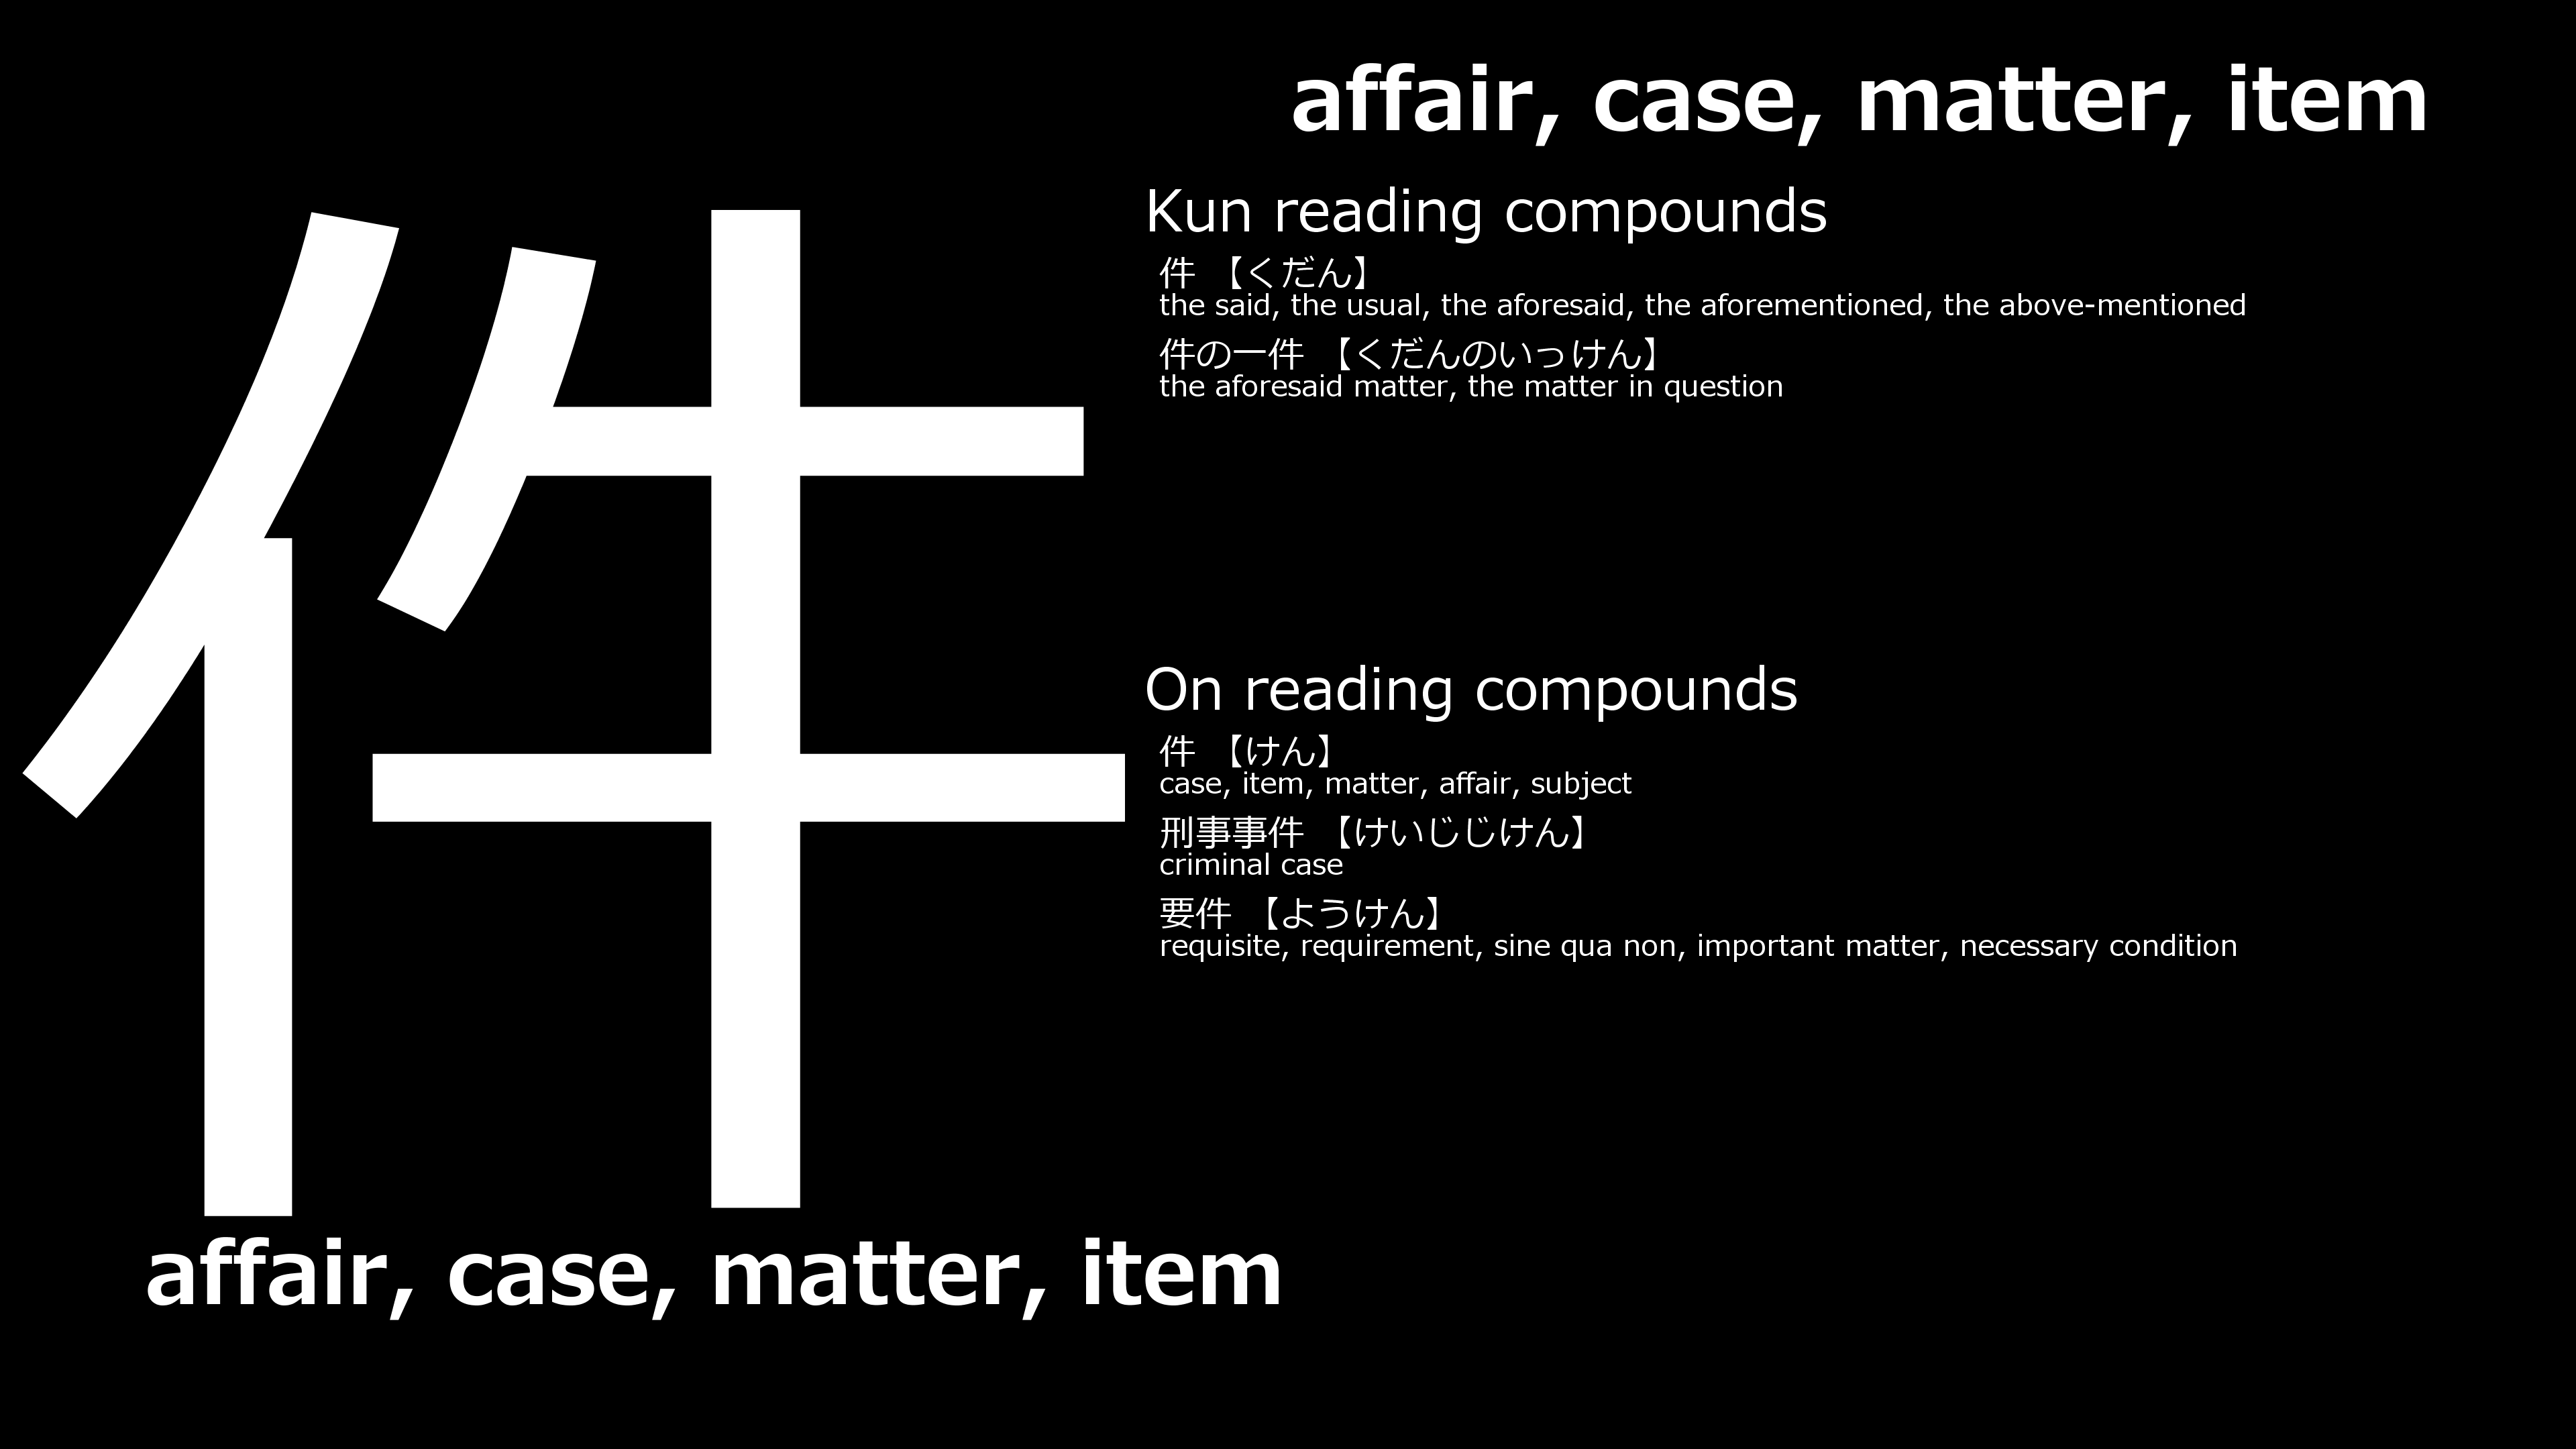 件
affair, case, matter, item
affair, case, matter, item
Kun reading compounds
件 【くだん】
the said, the usual, the aforesaid, the aforementioned, the above-mentioned
件の一件 【くだんのいっけん】
the aforesaid matter, the matter in question
On reading compounds
件 【けん】
case, item, matter, affair, subject
刑事事件 【けいじじけん】
criminal case
要件 【ようけん】
requisite, requirement, sine qua non, important matter, necessary condition